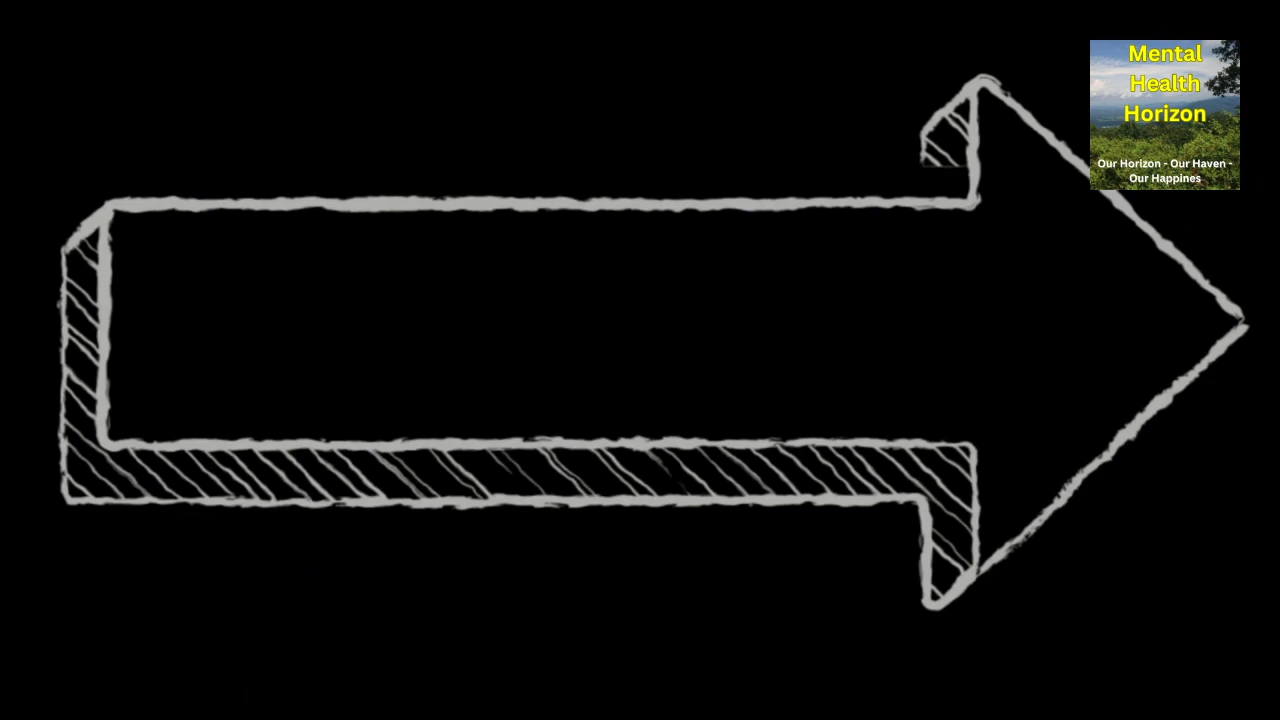 Mental
Health
Horizon
Our Horizon - Our Haven -
Our Happines